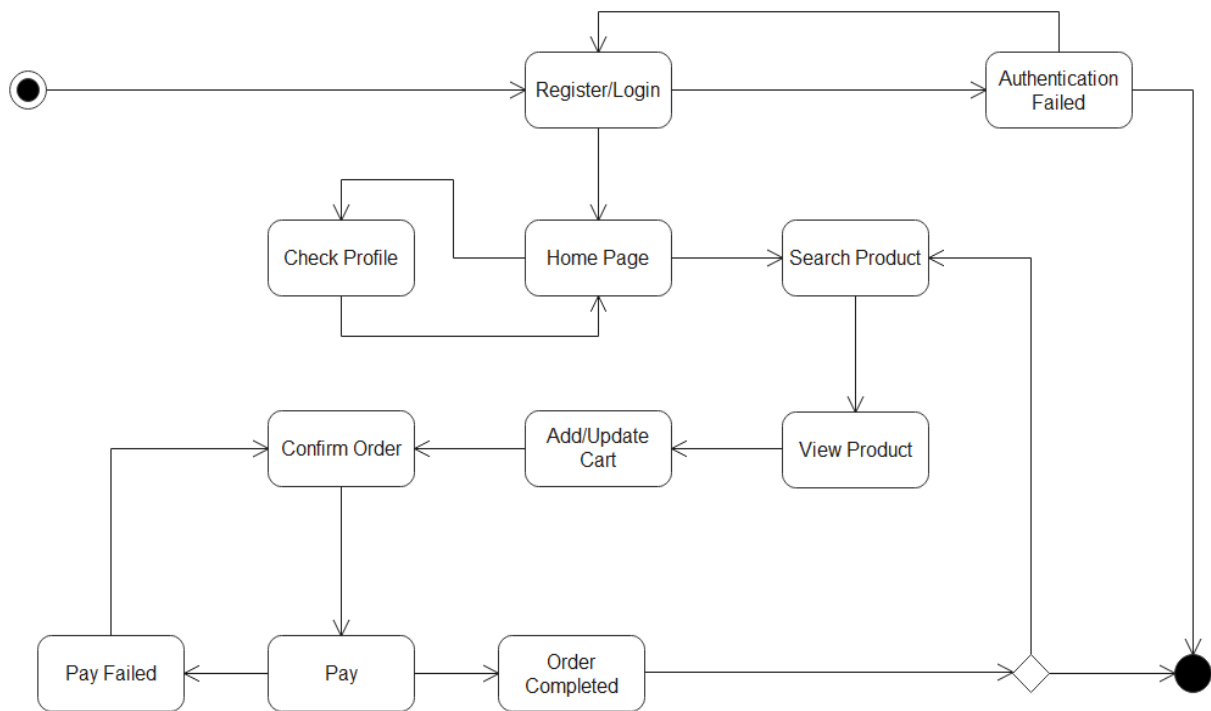 Register/Login
Authentication
Failed
Check Profile
Home Page
Search Product
Confirm Order
Add/Update
Cart
View Product
Pay Failed
Pay
Order
Completed